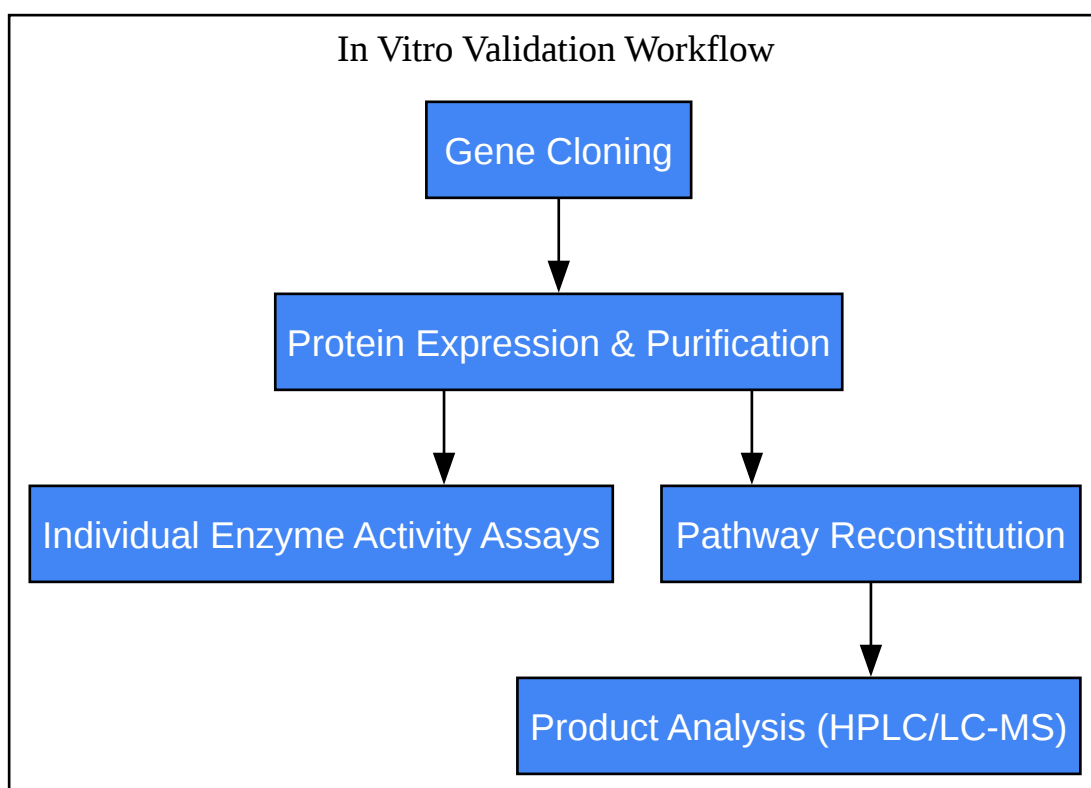 In Vitro Validation Workflow
Gene Cloning
Protein Expression & Purification
Individual Enzyme Activity Assays
Pathway Reconstitution
Product Analysis (HPLC/LC-MS)